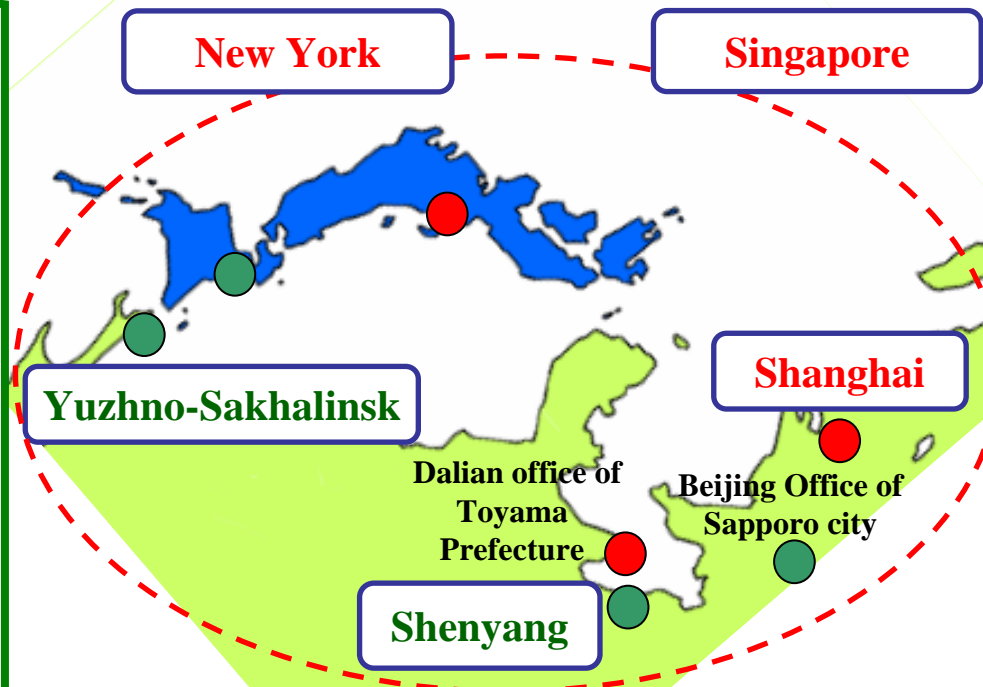 New York
Singapore
Shanghai
Yuzhno-Sakhalinsk
Dalian office of
Toyama
Prefecture
Beijing Office of
Sapporo city
Shenyang